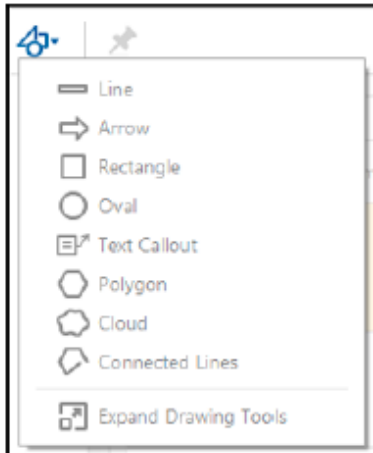 Line
Arrow
Rectangle
Oval
Text Callout
Polygon
Cloud
Connected Lines
Expand Drawing Tools